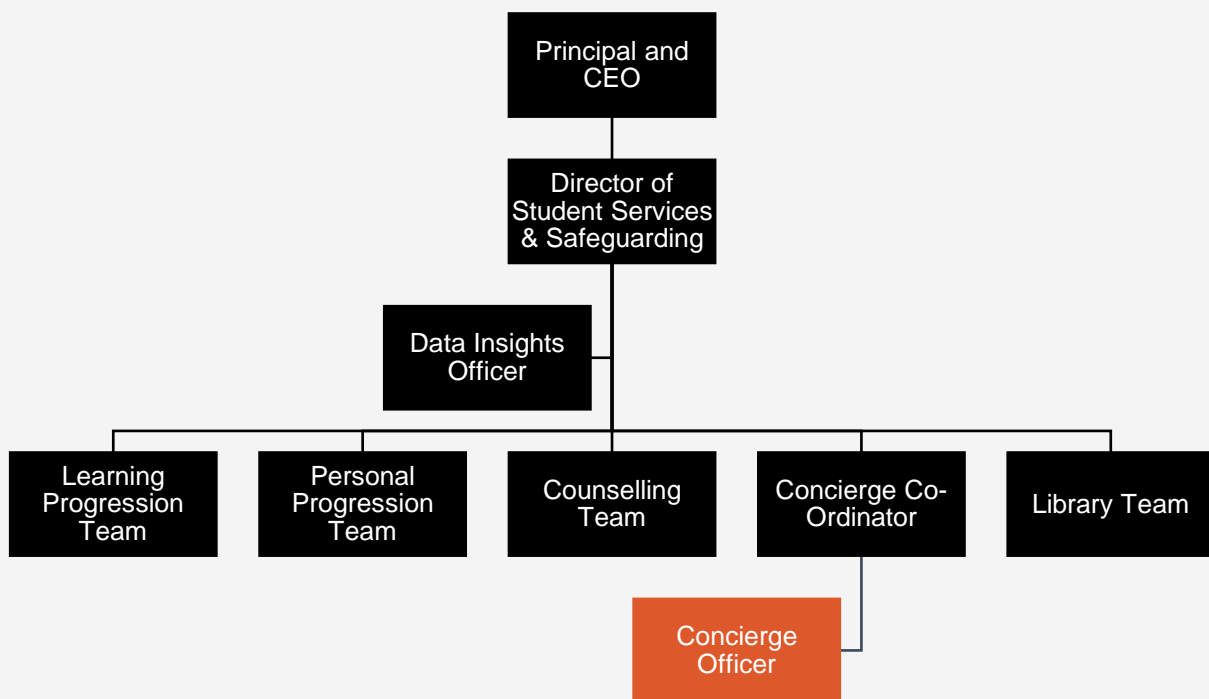 Principal and
CEO
Director of
Student Services
& Safeguarding
Data Insights
Officer
Learning
Progression
Team
Personal
Progression
Team
Counselling
Team
Concierge Co-
Ordinator
Library Team
Concierge
Officer